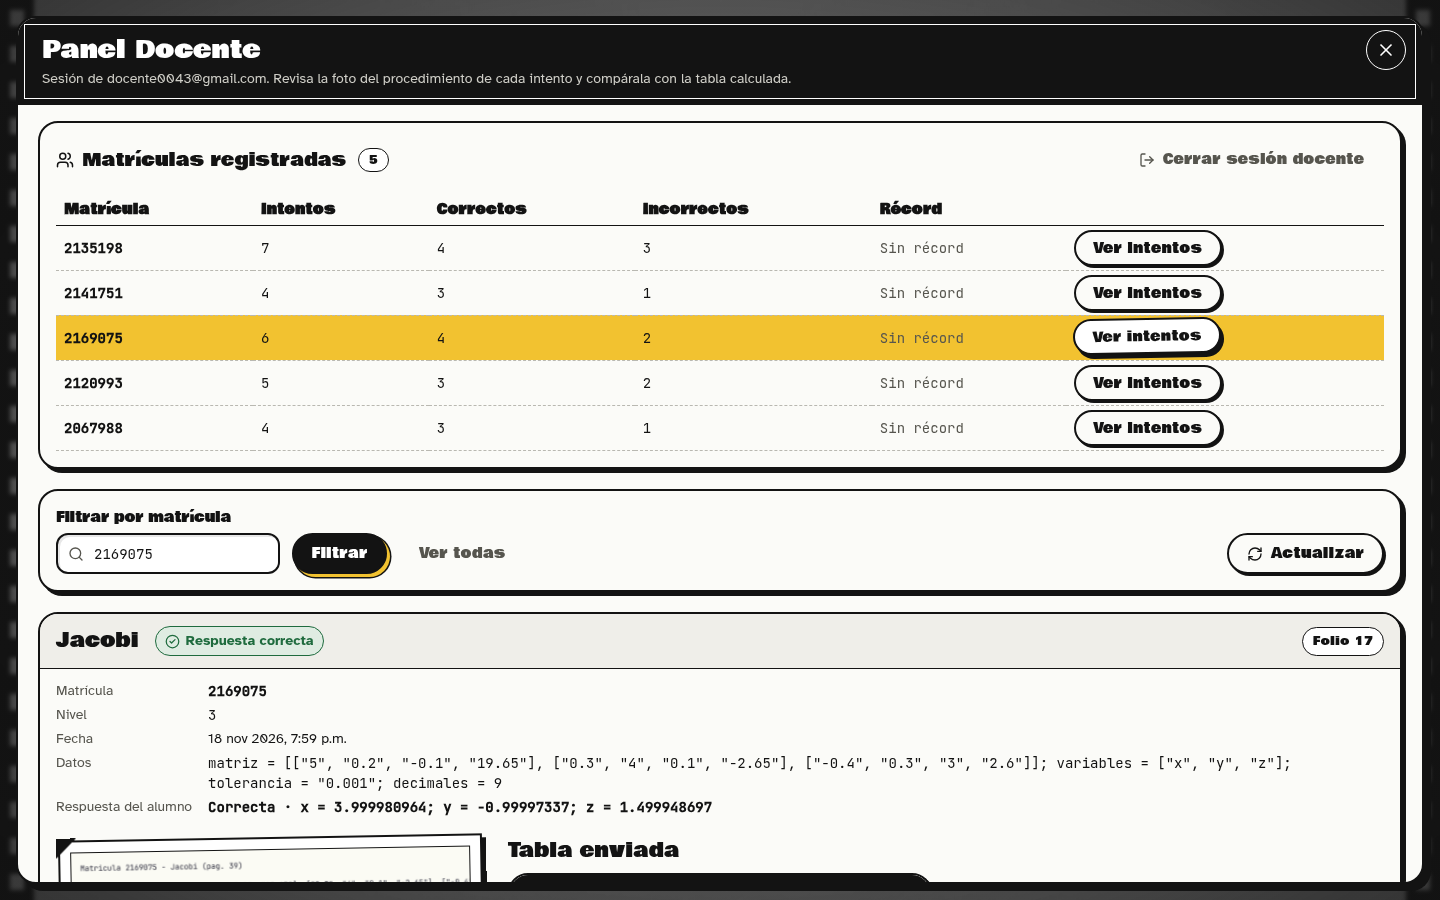 Panel Docente
Sesión de docente0043@gmail.com. Revisa la foto del procedimiento de cada intento y compárala con la tabla calculada.
Matrículas registradas 5
Cerrar sesión docente
Matrícula Intentos Correctos Incorrectos Récord
2135198 7 4 3 Sin récord Ver intentos
2141751 4 3 1 Sin récord Ver intentos
2169075 6 4 2 Sin récord Ver intentos
2120993 5 3 2 Sin récord Ver intentos
2067988 4 3 1 Sin récord Ver intentos
Filtrar por matrícula
2169075 Filtrar Ver todas Actualizar
Jacobi Respuesta correcta Folio 17
Matrícula 2169075
Nivel 3
Fecha 18 nov 2026, 7:59 p.m.
Datos matriz = [["5", "0.2", "-0.1", "19.65"], ["0.3", "4", "0.1", "-2.65"], ["-0.4", "0.3", "3", "2.6"]]; variables = ["x", "y", "z"];
tolerancia = "0.001"; decimales = 9
Respuesta del alumno Correcta · x = 3.999980964; y = -0.99997337; z = 1.499948697
Matricula 2169075 - Jacobi (pag. 39)
Tabla enviada